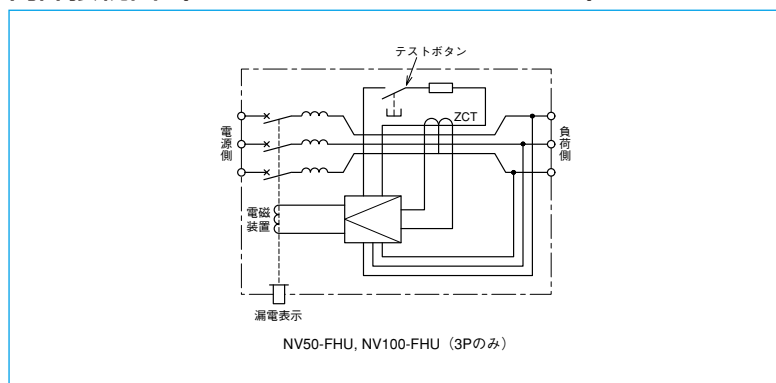 テストボタン
ZCT
電源側
負荷側
電磁
装置
漏電表示
NV50-FHU, NV100-FHU（3Pのみ）